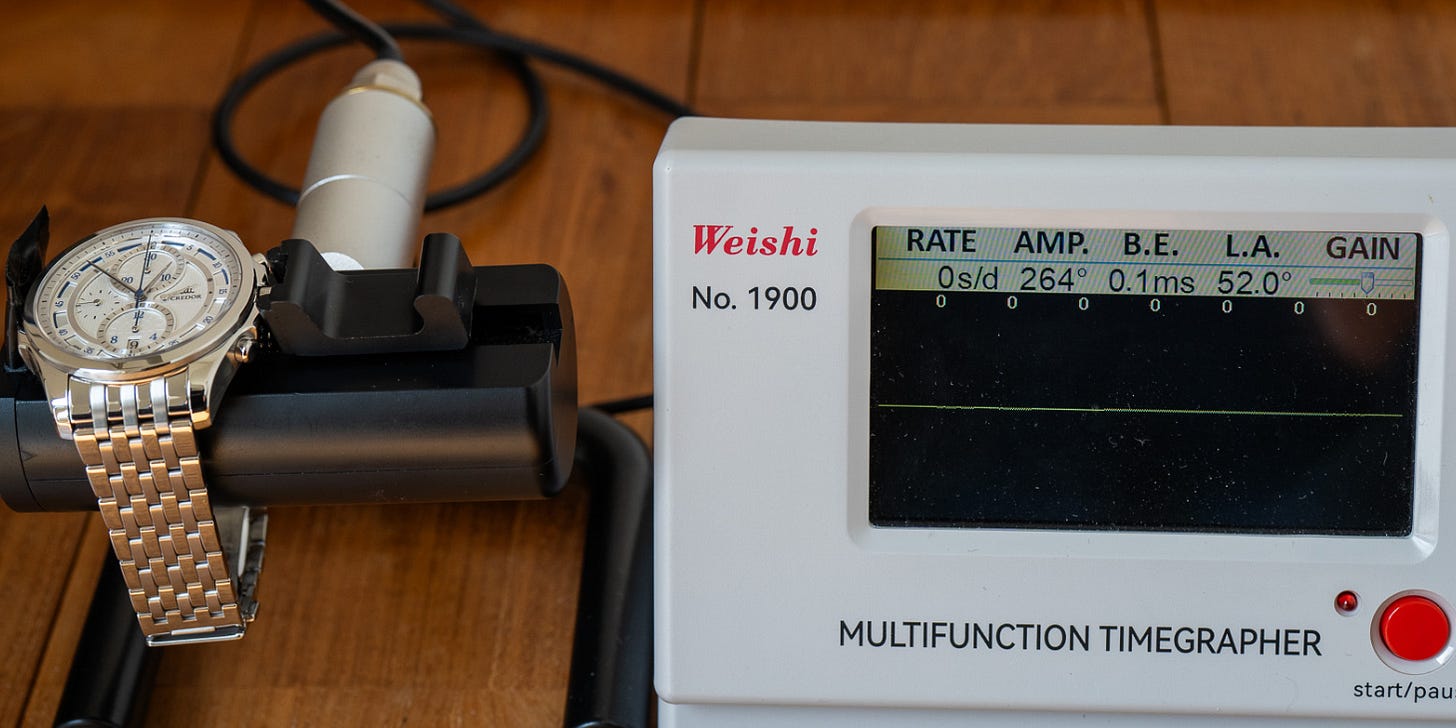 CREDOR
Weishi
No. 1900
RATE AMP. B.E. L.A. GAIN
0s/d 264° 0.1ms 52.0°
0 0 0 0 0 0 0
MULTIFUNCTION TIMEGRAPHER
start/pau